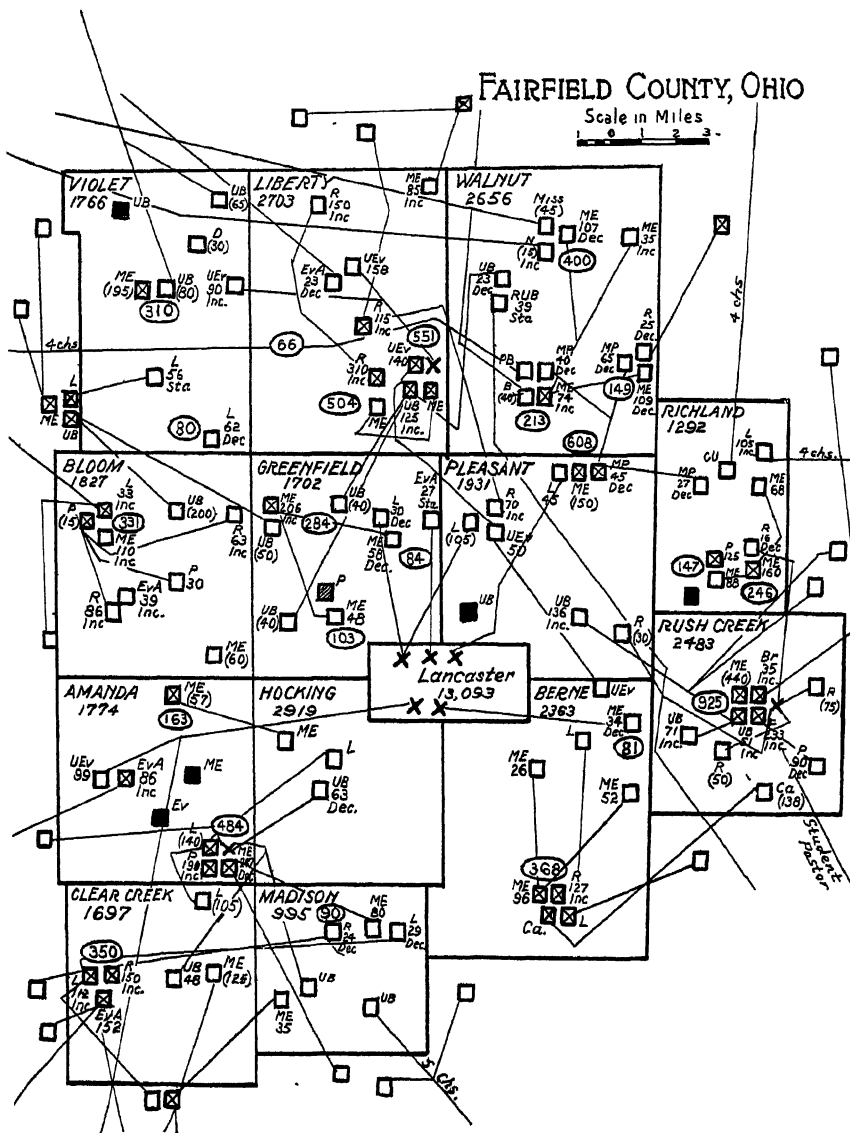 FAIRFIELD COUNTY, OHIO
Scale in Miles
1 0 1 2 3
VIOLET
1766
UB
UB
(65)
D
(30)
ME
(195)
UB
(80)
310
UEv
90
Inc
L
56
Sta
L
ME
UB
80
L
62
Dec
4 chs
LIBERTY
2703
R
150
Inc
ME
85
Inc
EvA
23
Dec
UEv
158
R
115
Inc
66
551
UEv
140
R
310
Inc
504
ME
UB
125
Inc.
ME
WALNUT
2656
Miss
(45)
ME
107
Dec
ME
35
Inc
N
(15)
Inc
400
UB
23
Dec
RUB
39
Sta
R
25
Dec.
PB
MP
40
Dec
MP
65
Dec
B
(40)
ME
74
Inc
149
ME
109
Dec
213
608
4 chs
RICHLAND
1292
L
105
Inc
4 chs.
GU
MP
27
Dec
ME
68
R
16
Dec
147
P
125
ME
88
ME
160
246
BLOOM
1827
L
33
Inc
P
(15)
331
ME
110
Inc
UB
(200)
R
63
Inc
P
30
EvA
39
Inc.
R
86
Inc
ME
(60)
GREENFIELD
1702
ME
206
Inc
UB
(50)
284
UB
(40)
L
30
Dec
EvA
27
Sta
ME
58
Dec.
84
P
UB
(40)
ME
48
103
PLEASANT
1931
L
45
ME
(150)
MP
45
Dec
L
(105)
R
70
Inc
UEv
50
UB
UB
136
Inc.
R
(30)
Lancaster
13,093
RUSH CREEK
2483
ME
(440)
Br
35
Inc.
925
UB
71
Inc
UB
51
Inc
233
Inc.
R
(75)
R
(50)
P
90
Dec
Ca
(138)
Student
Pastor
AMANDA
1774
ME
(57)
163
UEv
99
EvA
86
Inc
ME
Ev
484
L
(140)
P
Inc
ME
Dec
HOCKING
2919
ME
L
UB
63
Dec.
BERNE
2363
UEv
ME
34
Dec
81
L
ME
26
ME
52
368
ME
96
R
127
Inc
Ca.
L
CLEAR CREEK
1697
L
(105)
350
L
112
Inc
R
150
Inc.
EvA
152
UB
48
ME
MADISON
995
90
R
24
Dec
ME
80
L
29
Dec
UB
ME
35
UB
5 chs.